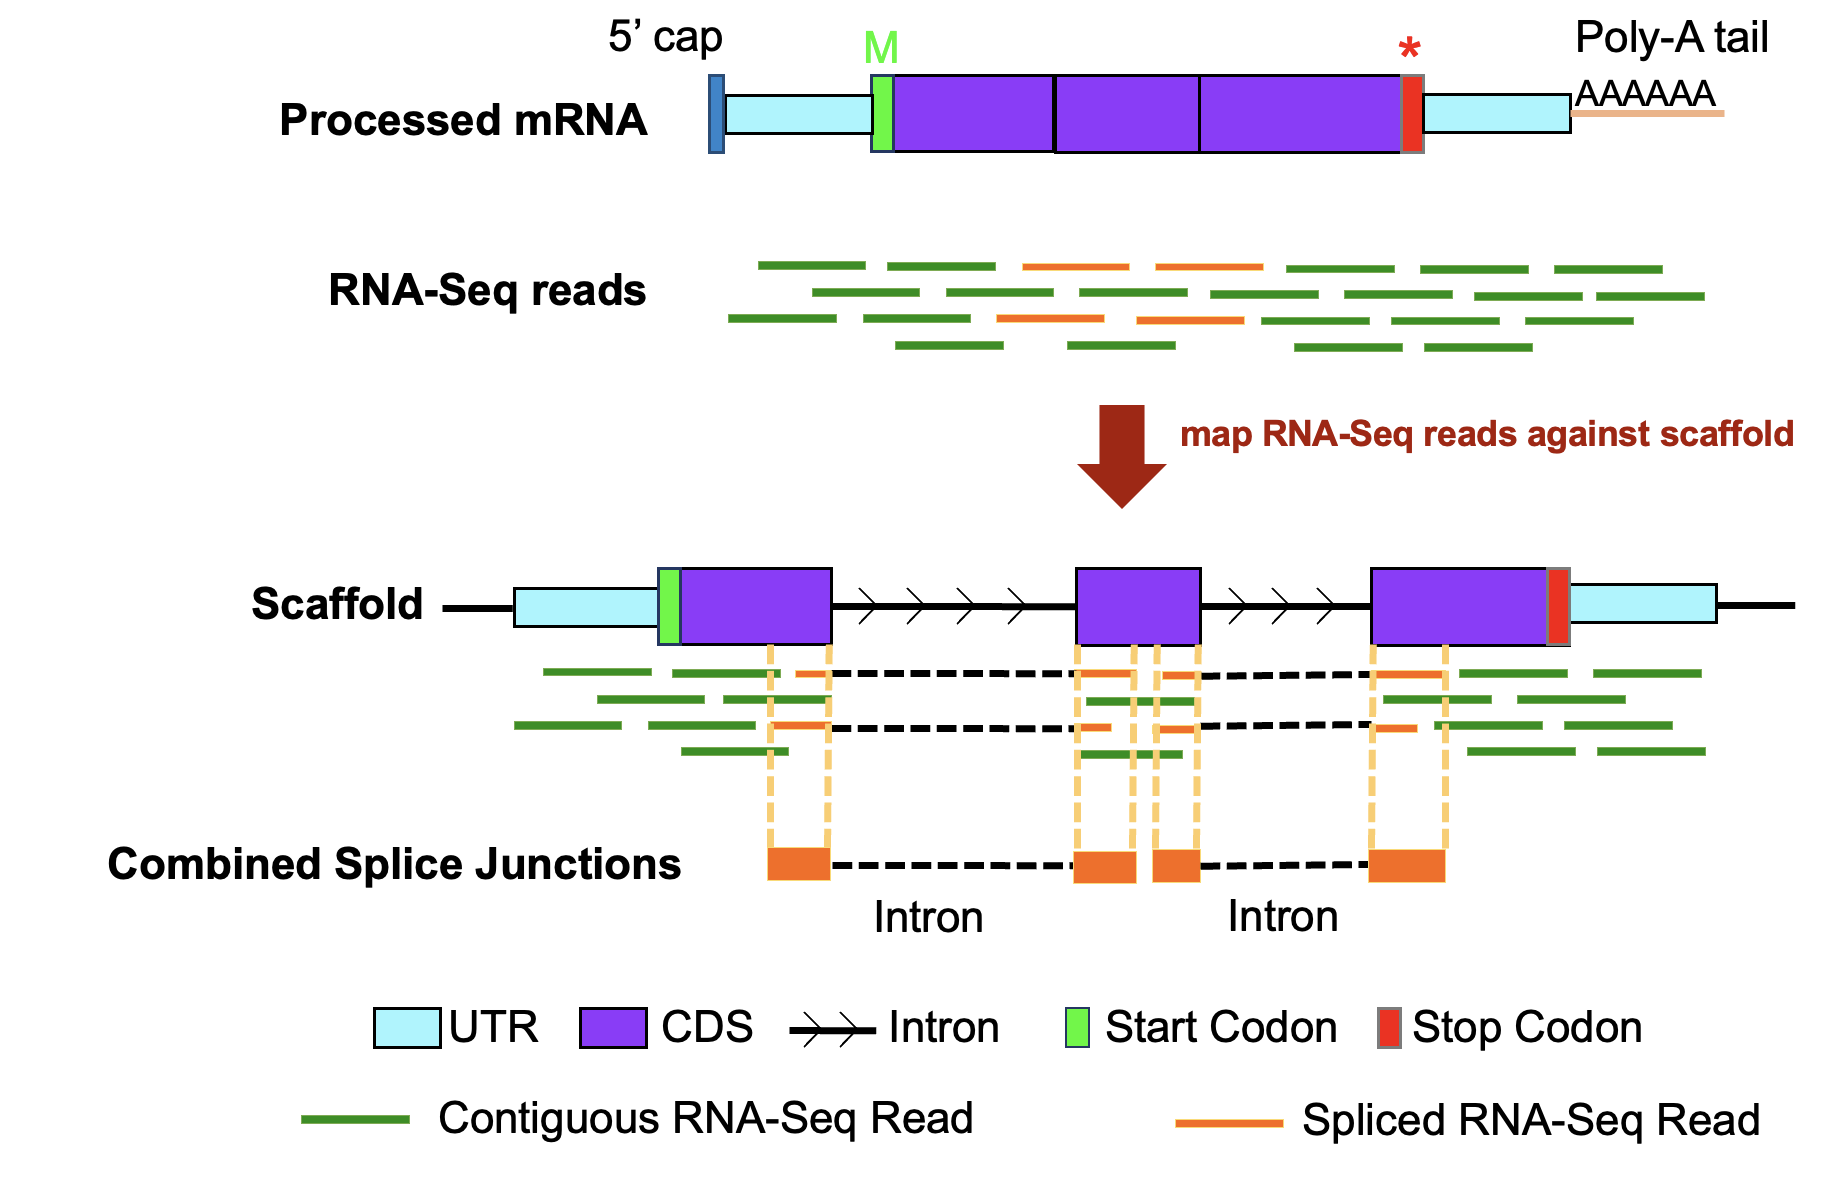 5’ cap
M
*
Poly-A tail
AAAAAA
Processed mRNA
RNA-Seq reads
map RNA-Seq reads against scaffold
Scaffold
Combined Splice Junctions
Intron
Intron
UTR
CDS
Intron
Start Codon
Stop Codon
Contiguous RNA-Seq Read
Spliced RNA-Seq Read